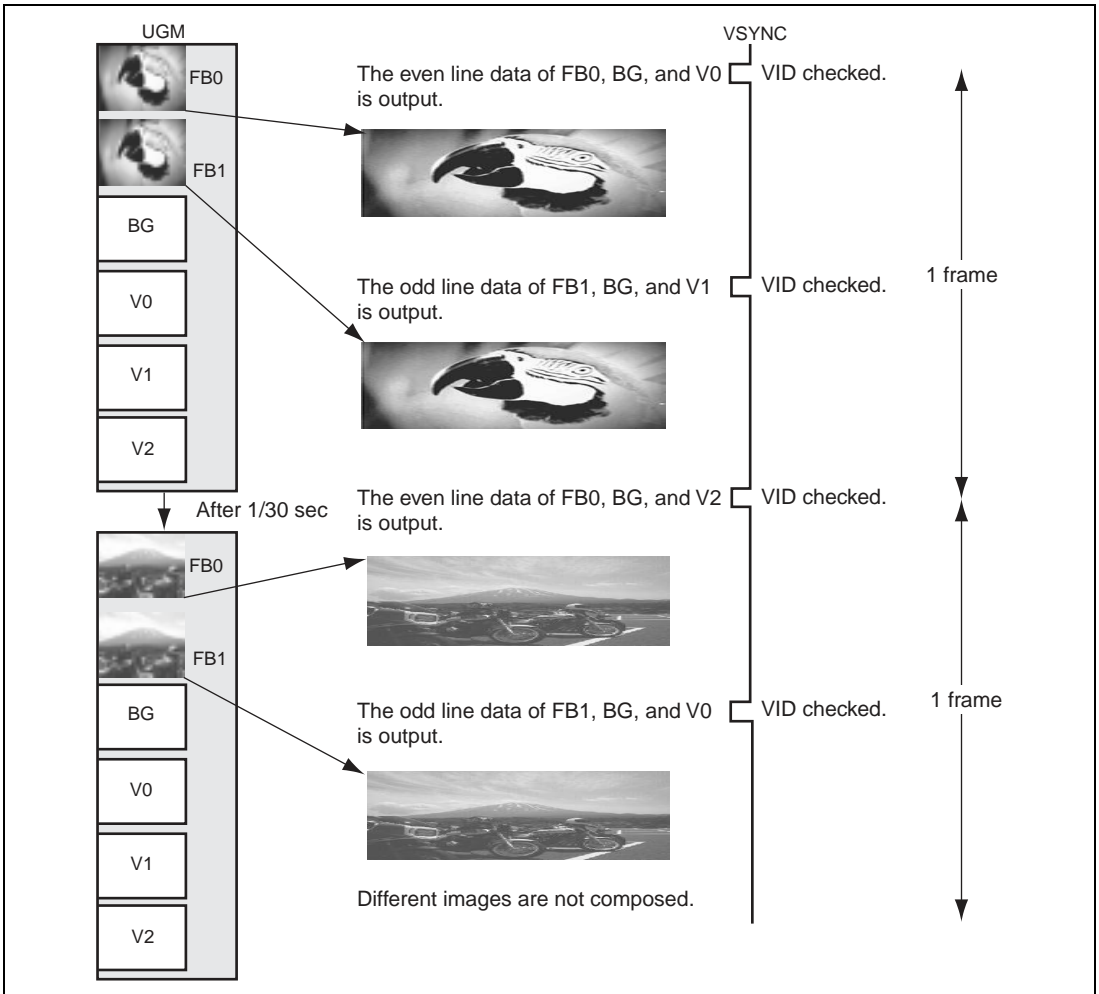 UGM
VSYNC
FB0
The even line data of FB0, BG, and V0
is output.
VID checked.
FB1
BG
V0
The odd line data of FB1, BG, and V1
is output.
VID checked.
1 frame
V1
V2
After 1/30 sec
The even line data of FB0, BG, and V2
is output.
VID checked.
FB0
FB1
BG
The odd line data of FB1, BG, and V0
is output.
VID checked.
1 frame
V0
V1
Different images are not composed.
V2